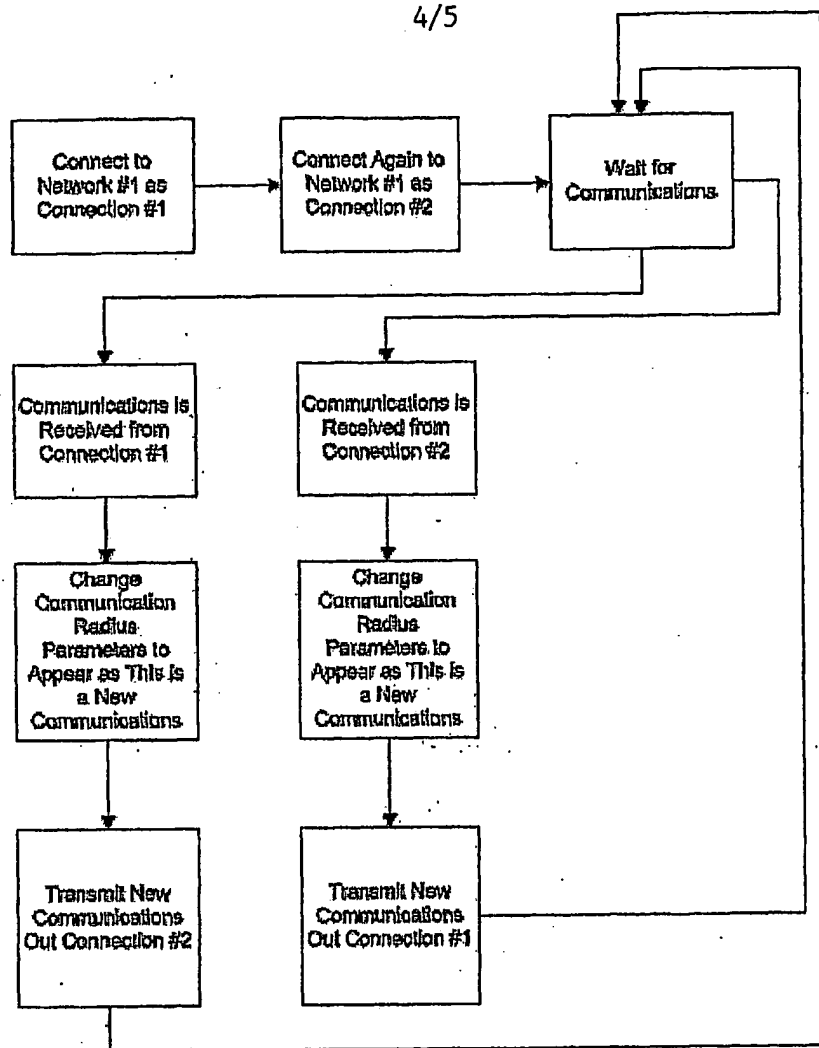 4/5
Connect to
Network #1 as
Connection #1
Connect Again to
Network #1 as
Connection #2
Wait for
Communications
Communications is
Received from
Connection #1
Communications is
Received from
Connection #2
Change
Communication
Radius
Parameters to
Appear as This is
a New
Communications
Change
Communication
Radius
Parameters to
Appear as This is
a New
Communications
Transmit New
Communications
Out Connection #2
Transmit New
Communications
Out Connection #1